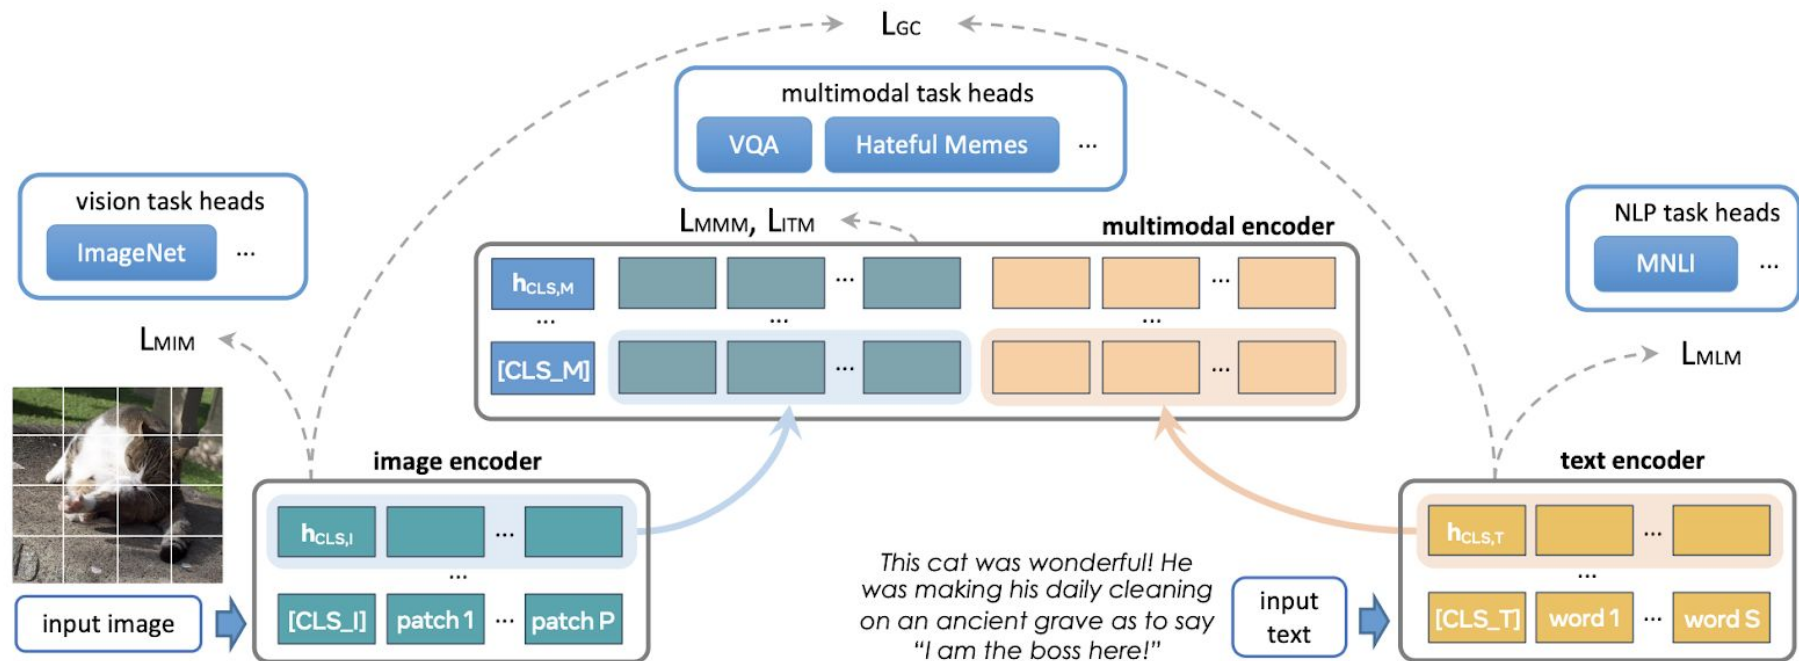 LGC
multimodal task heads
VQA
Hateful Memes
...
vision task heads
ImageNet
...
NLP task heads
MNLI
...
LMMM, LITM
multimodal encoder
hCLS,M
...
...
...
...
...
[CLS_M]
...
...
LMIM
LMLM
image encoder
hCLS,I
...
...
[CLS_I]
patch 1
...
patch P
input image
text encoder
hCLS,T
...
...
[CLS_T]
word 1
...
word S
This cat was wonderful! He
was making his daily cleaning
on an ancient grave as to say
“I am the boss here!”
input
text